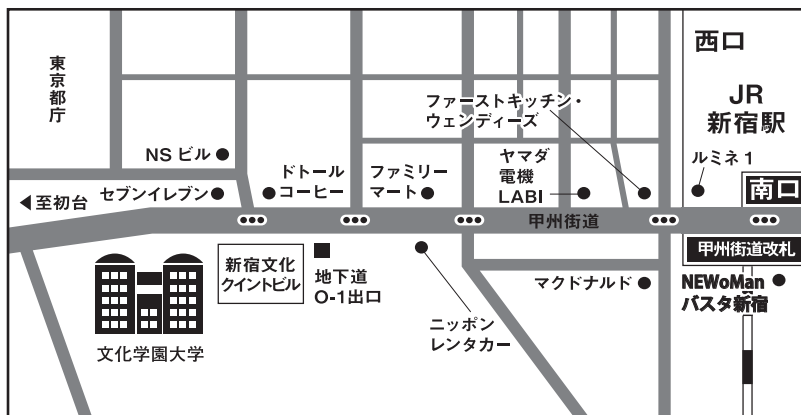 西口
東京都庁
JR
新宿駅
ファーストキッチン・
ウェンディーズ
NS ビル
ドトール
コーヒー
ファミリー
マート
ヤマダ
電機
LABI
ルミネ 1
◀至初台
セブンイレブン
南口
甲州街道
甲州街道改札
新宿文化
クイントビル
地下道
O-1出口
マクドナルド
NEWoMan
バスタ新宿
ニッポン
レンタカー
文化学園大学